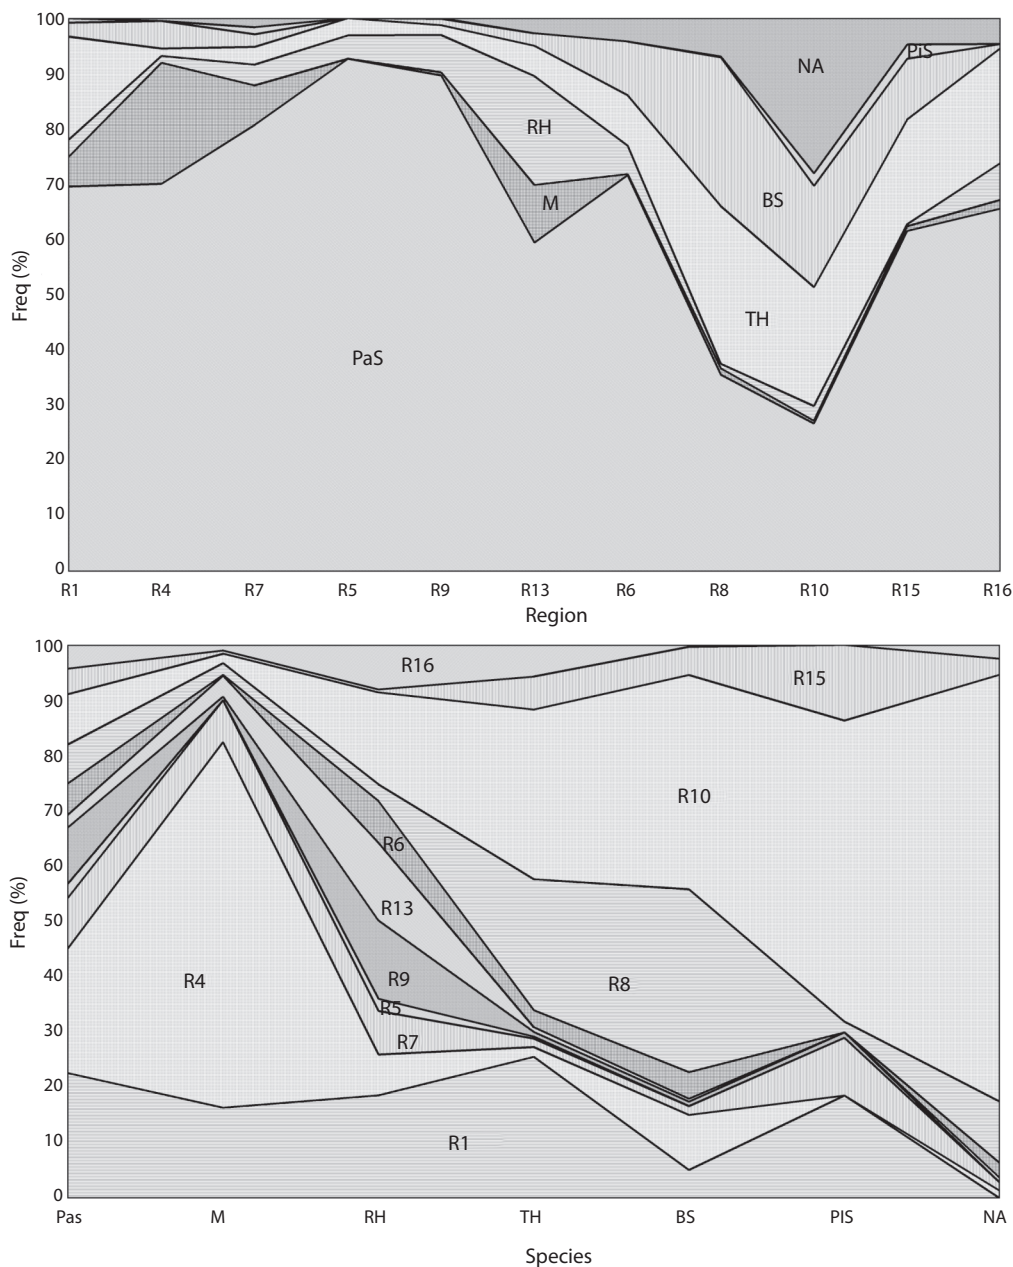 100
90
80
70
60
50
40
30
20
10
0
Freq (%)
NA
PiS
RH
BS
M
TH
PaS
R1 R4 R7 R5 R9 R13 R6 R8 R10 R15 R16
Region
100
90
80
70
60
50
40
30
20
10
0
Freq (%)
R16
R15
R10
R6
R13
R9
R4
R8
R5
R7
R1
Pas M RH TH BS PIS NA
Species